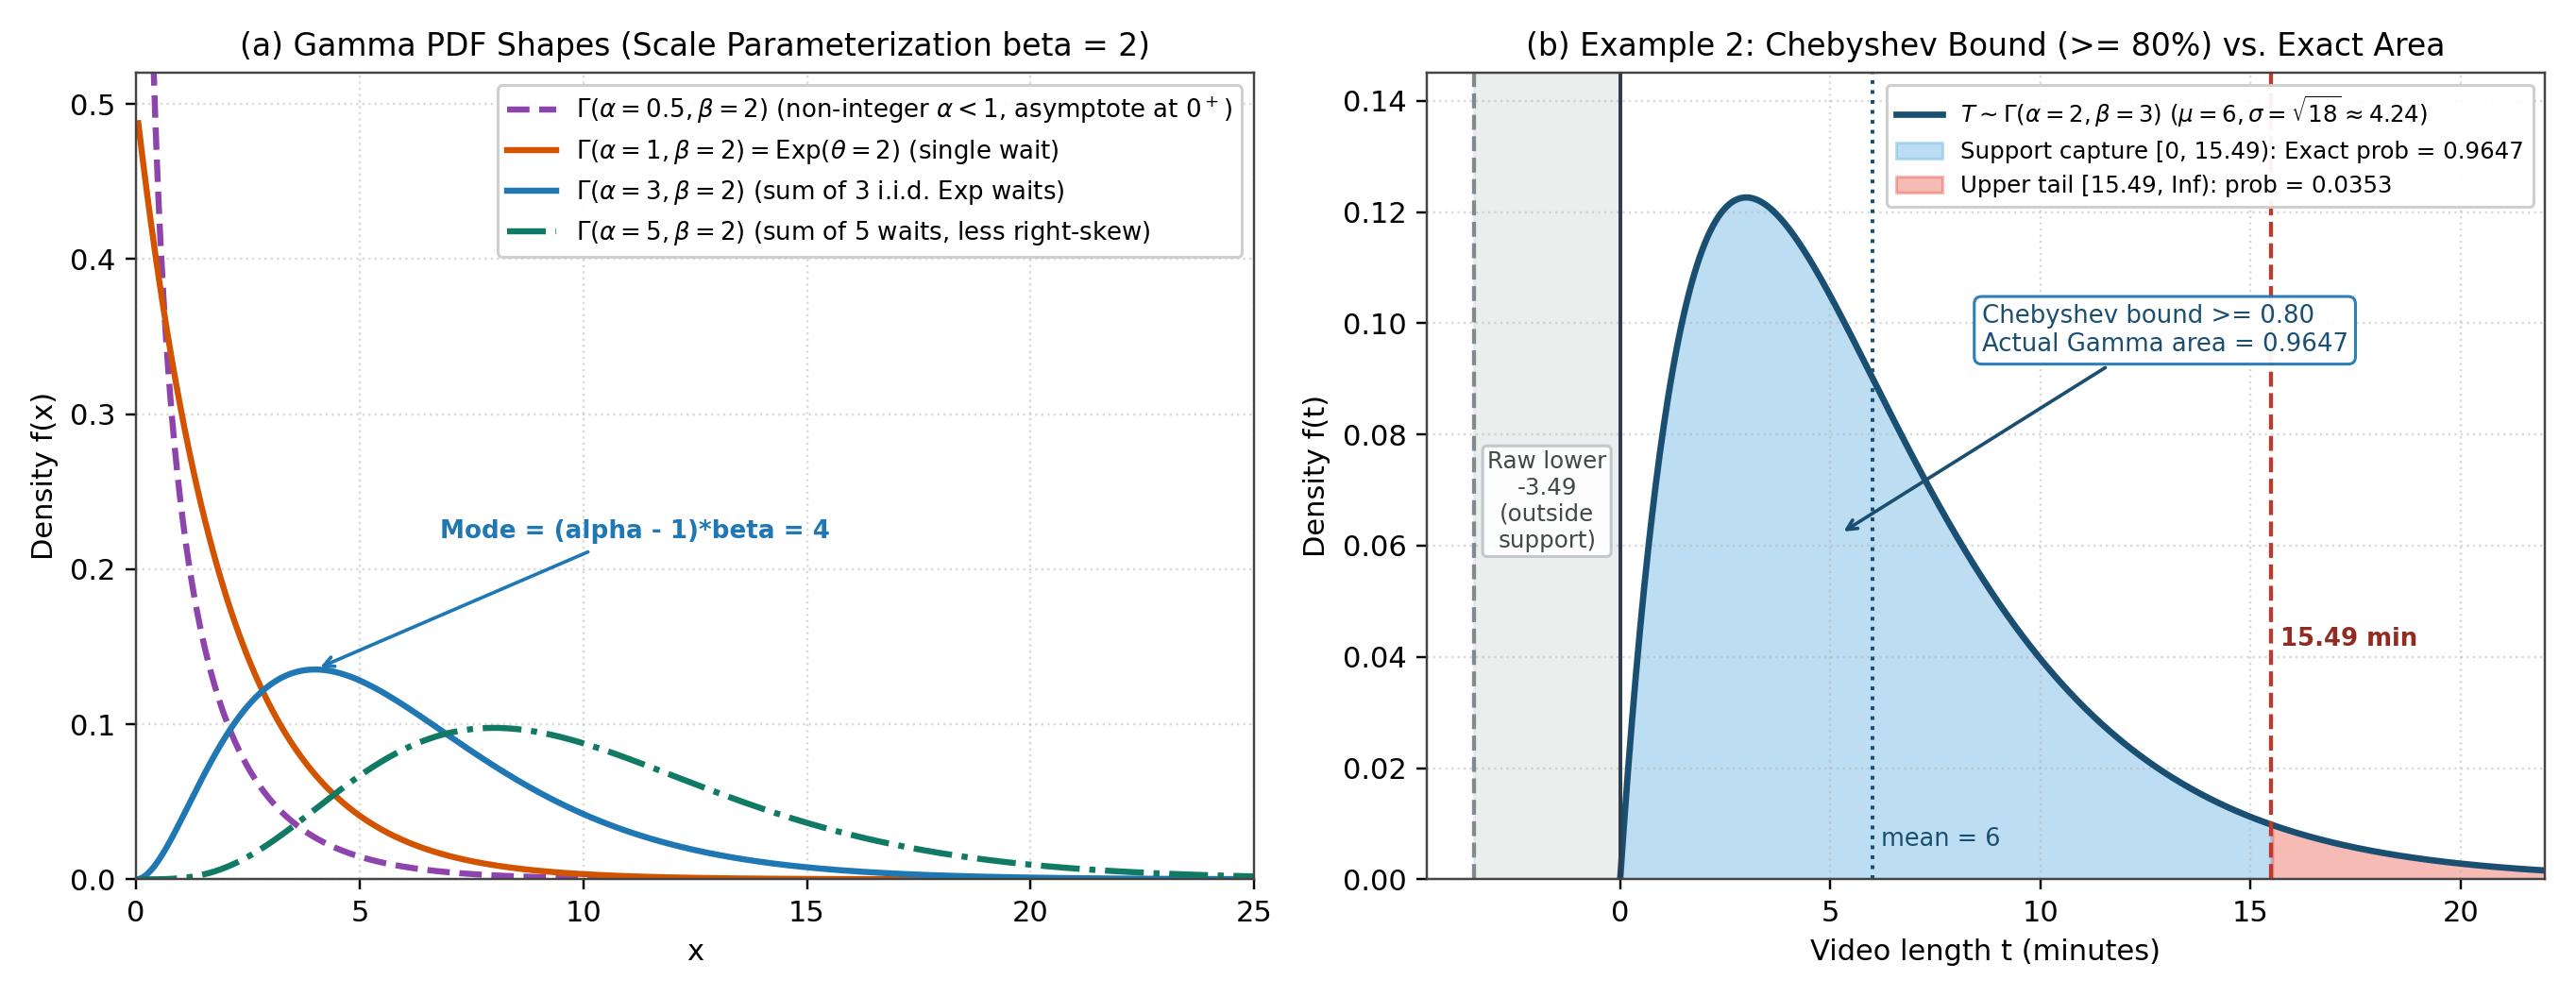 (a) Gamma PDF Shapes (Scale Parameterization beta = 2)
Γ(α = 0.5, β = 2) (non-integer α < 1, asymptote at 0⁺)
Γ(α = 1, β = 2) = Exp(θ = 2) (single wait)
Γ(α = 3, β = 2) (sum of 3 i.i.d. Exp waits)
Γ(α = 5, β = 2) (sum of 5 waits, less right-skew)
Mode = (alpha - 1)*beta = 4
Density f(x)
0.5
0.4
0.3
0.2
0.1
0.0
0
5
10
15
20
25
x
(b) Example 2: Chebyshev Bound (>= 80%) vs. Exact Area
T ~ Γ(α = 2, β = 3) (μ = 6, σ = √18 ≈ 4.24)
Support capture [0, 15.49): Exact prob = 0.9647
Upper tail [15.49, Inf): prob = 0.0353
Chebyshev bound >= 0.80
Actual Gamma area = 0.9647
Raw lower
-3.49
(outside
support)
15.49 min
mean = 6
Density f(t)
0.14
0.12
0.10
0.08
0.06
0.04
0.02
0.00
0
5
10
15
20
Video length t (minutes)